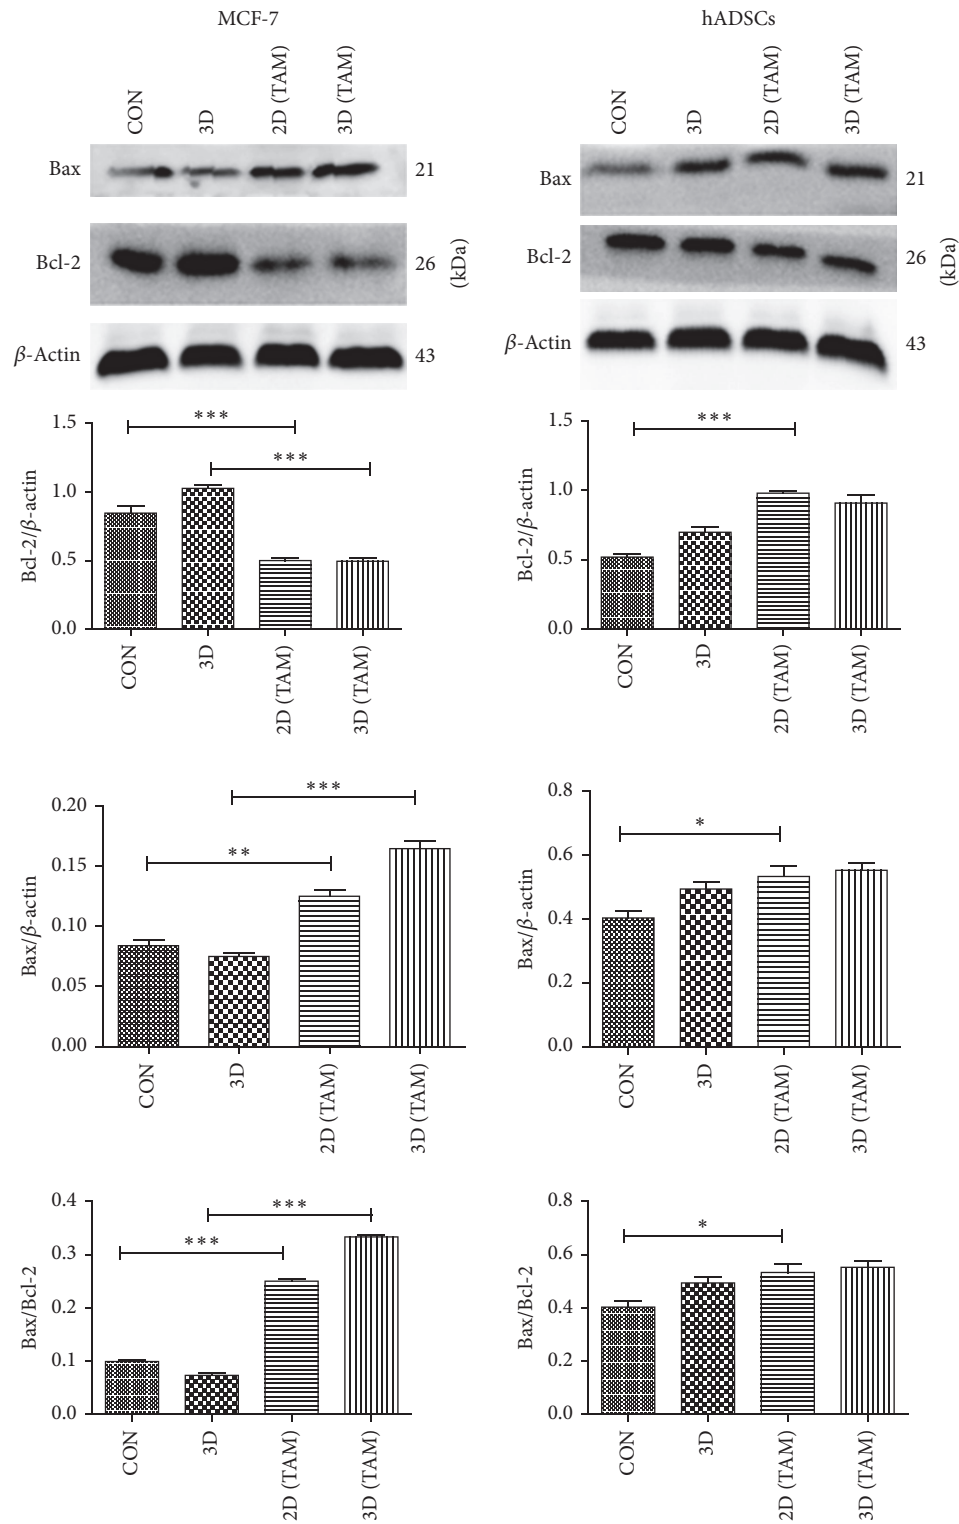 MCF-7
CON
3D
2D (TAM)
3D (TAM)
Bax
21
Bcl-2
26
(kDa)
β-Actin
43
hADSCs
CON
3D
2D (TAM)
3D (TAM)
Bax
21
Bcl-2
26
(kDa)
β-Actin
43
Bcl-2/β-actin
1.5
1.0
0.5
0.0
***
***
CON
3D
2D (TAM)
3D (TAM)
Bcl-2/β-actin
1.5
1.0
0.5
0.0
***
CON
3D
2D (TAM)
3D (TAM)
Bax/β-actin
0.20
0.15
0.10
0.05
0.00
***
**
CON
3D
2D (TAM)
3D (TAM)
Bax/β-actin
0.8
0.6
0.4
0.2
0.0
*
CON
3D
2D (TAM)
3D (TAM)
Bax/Bcl-2
0.4
0.3
0.2
0.1
0.0
***
***
CON
3D
2D (TAM)
3D (TAM)
Bax/Bcl-2
0.8
0.6
0.4
0.2
0.0
*
CON
3D
2D (TAM)
3D (TAM)